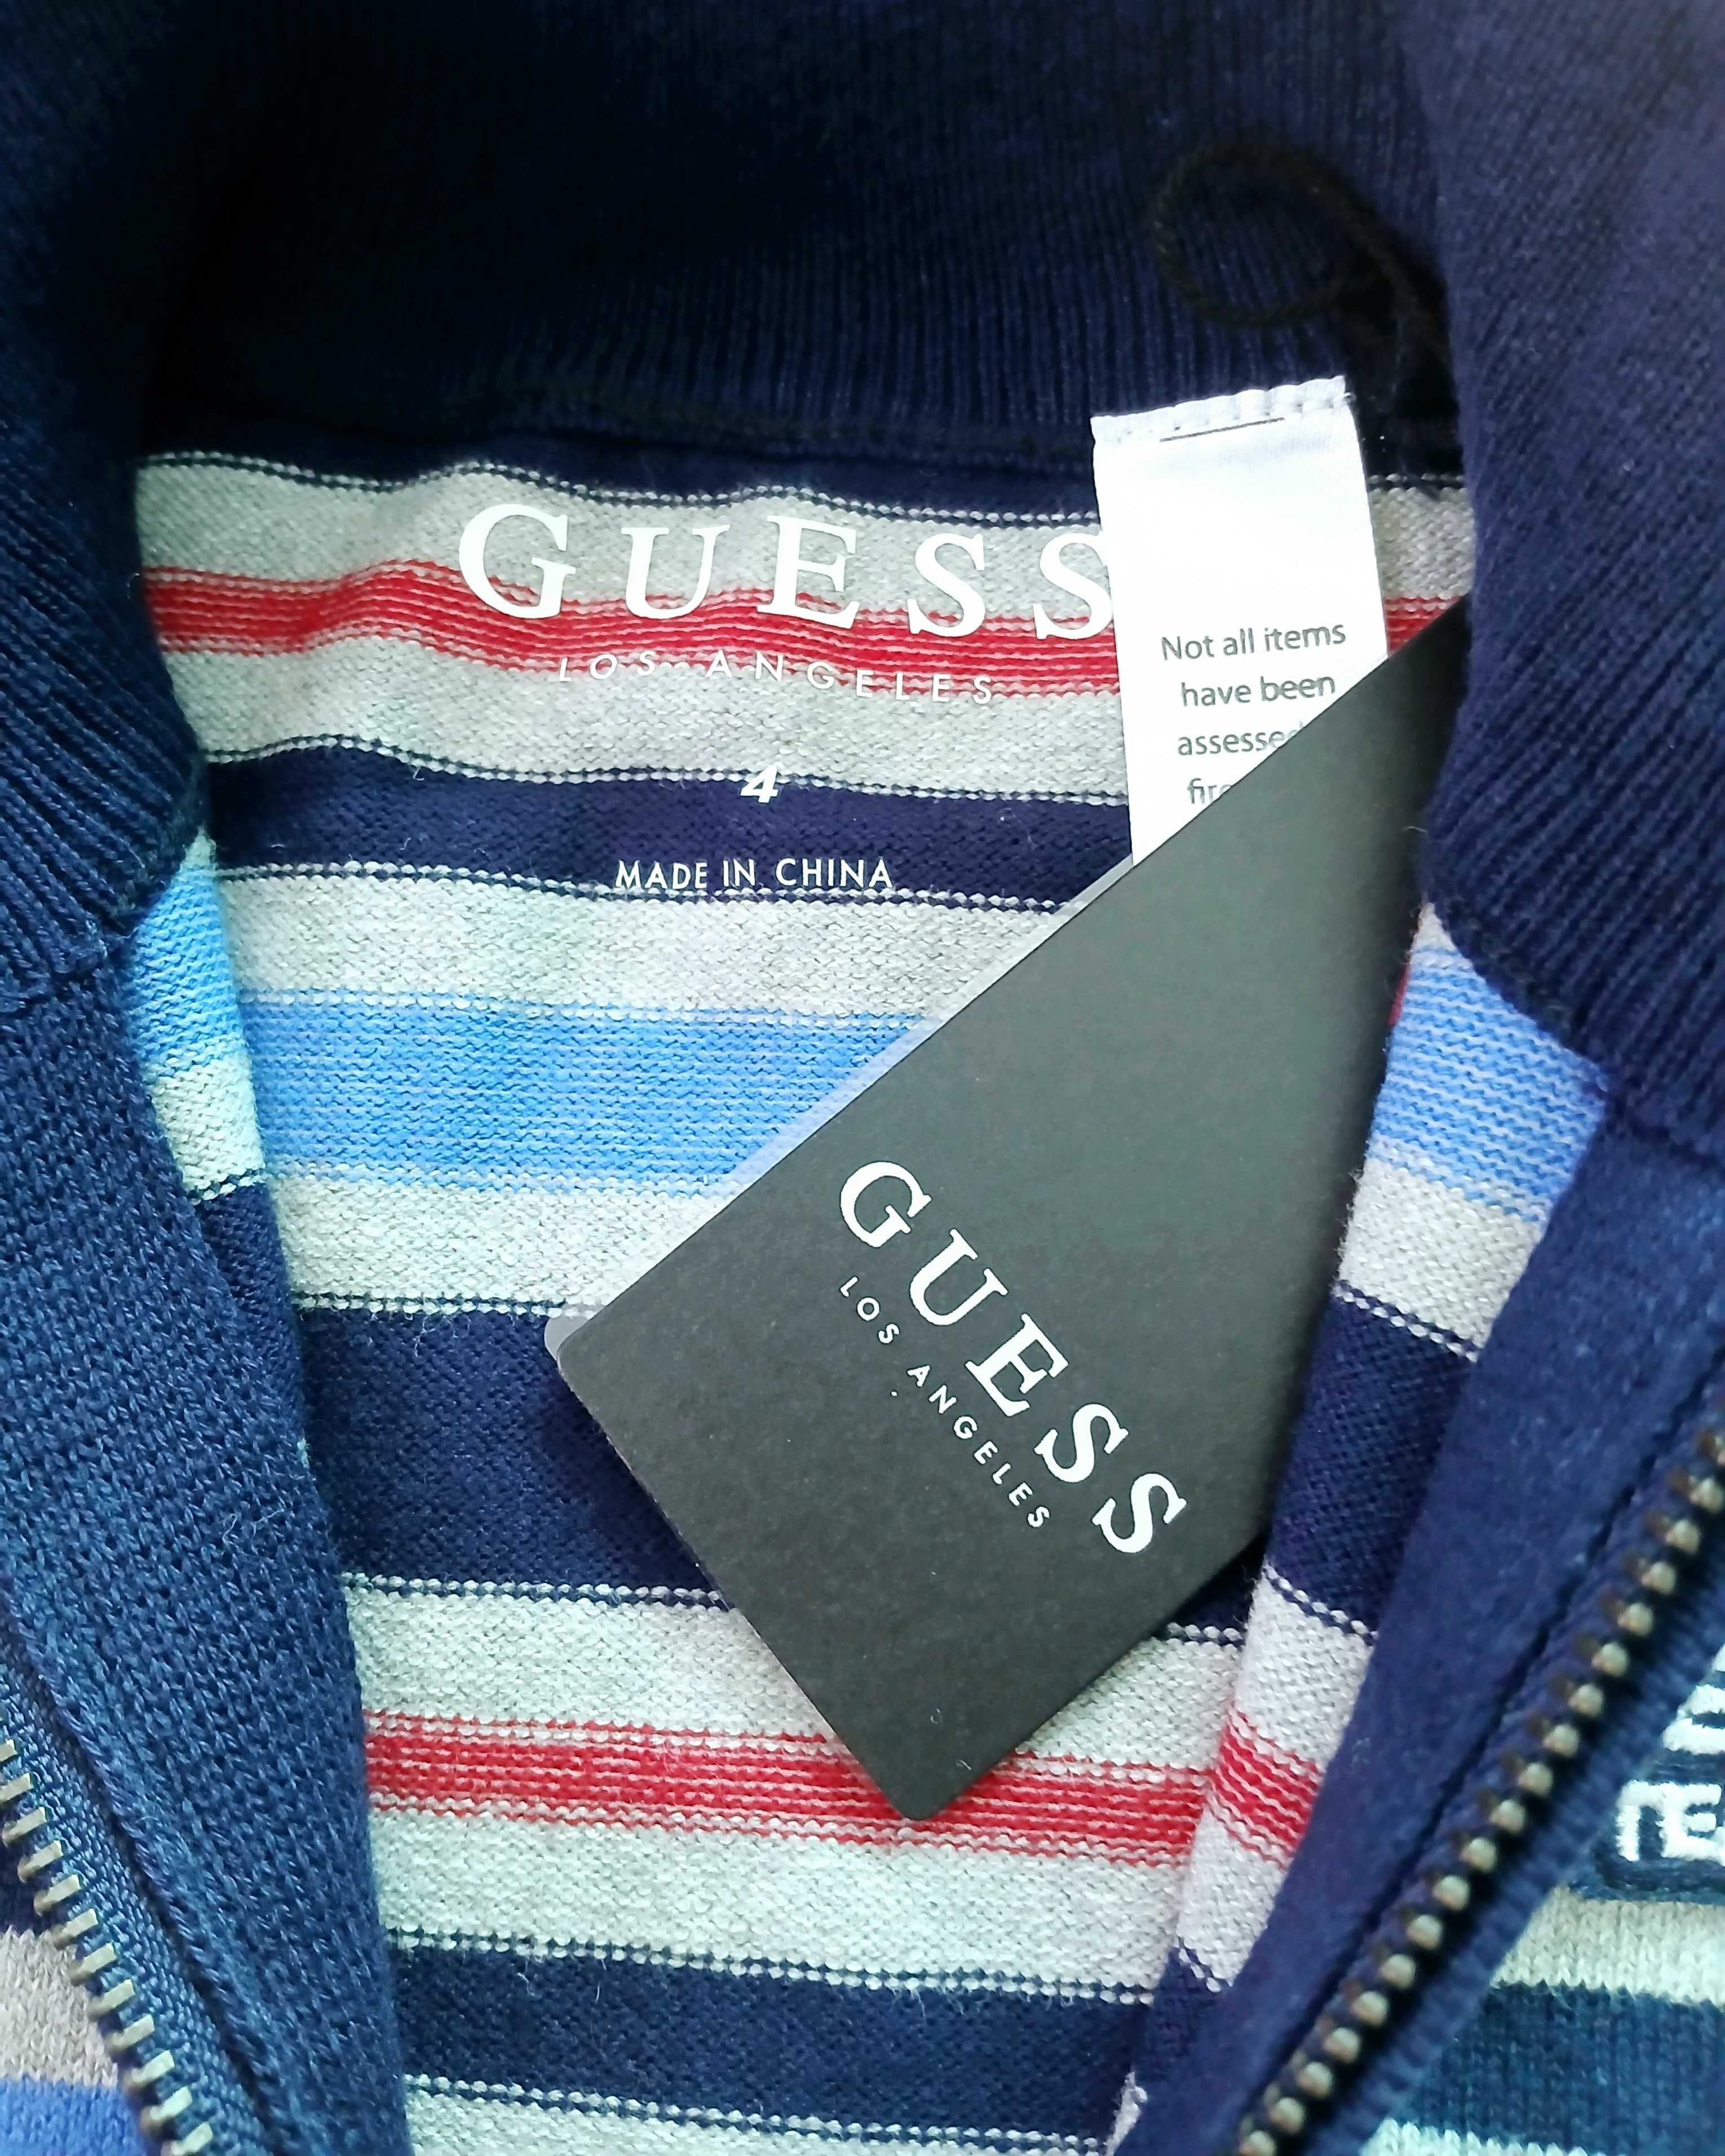 GUESS
LOS ANGELES
4
MADE IN CHINA
Not all items
have been
GUESS
LOS ANGELES